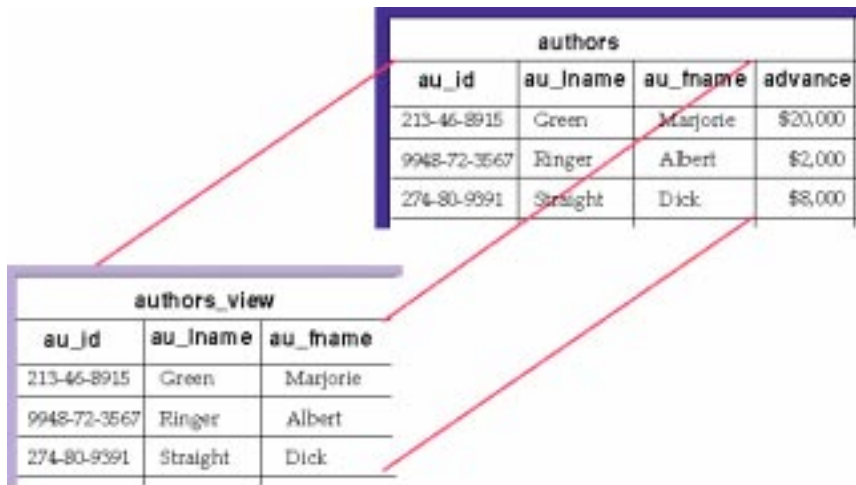 authors
au_id au_lname au_fname advance
213-46-8915 Green Marjorie $20,000
9948-72-3567 Ringer Albert $2,000
274-80-9391 Straight Dick $8,000
authors_view
au_id au_lname au_fname
213-46-8915 Green Marjorie
9948-72-3567 Ringer Albert
274-80-9391 Straight Dick